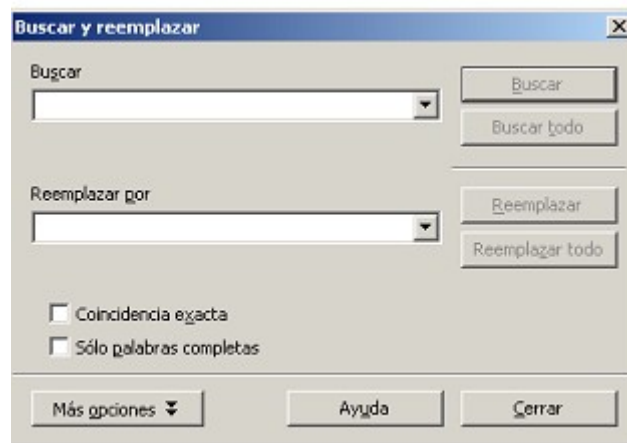 Buscar y reemplazar
Buscar
Buscar
Buscar todo
Reemplazar por
Reemplazar
Reemplazar todo
Coincidencia exacta
Sólo palabras completas
Más opciones
Ayuda
Cerrar